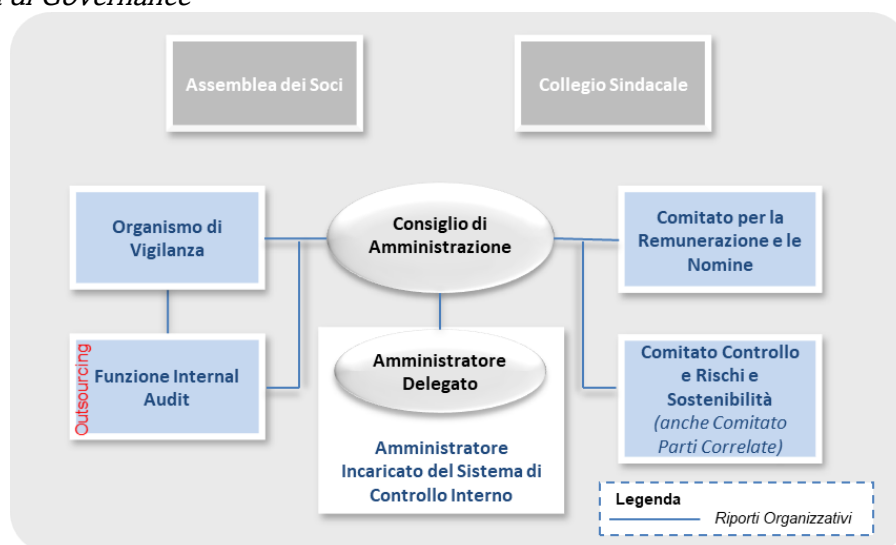 di Governance
Assemblea dei Soci
Collegio Sindacale
Organismo di
Vigilanza
Consiglio di
Amministrazione
Comitato per la
Remunerazione e le
Nomine
Outsourcing
Funzione Internal
Audit
Amministratore
Delegato
Amministratore
Incaricato del Sistema di
Controllo Interno
Comitato Controllo
e Rischi e
Sostenibilità
(anche Comitato
Parti Correlate)
Legenda
Riporti Organizzativi